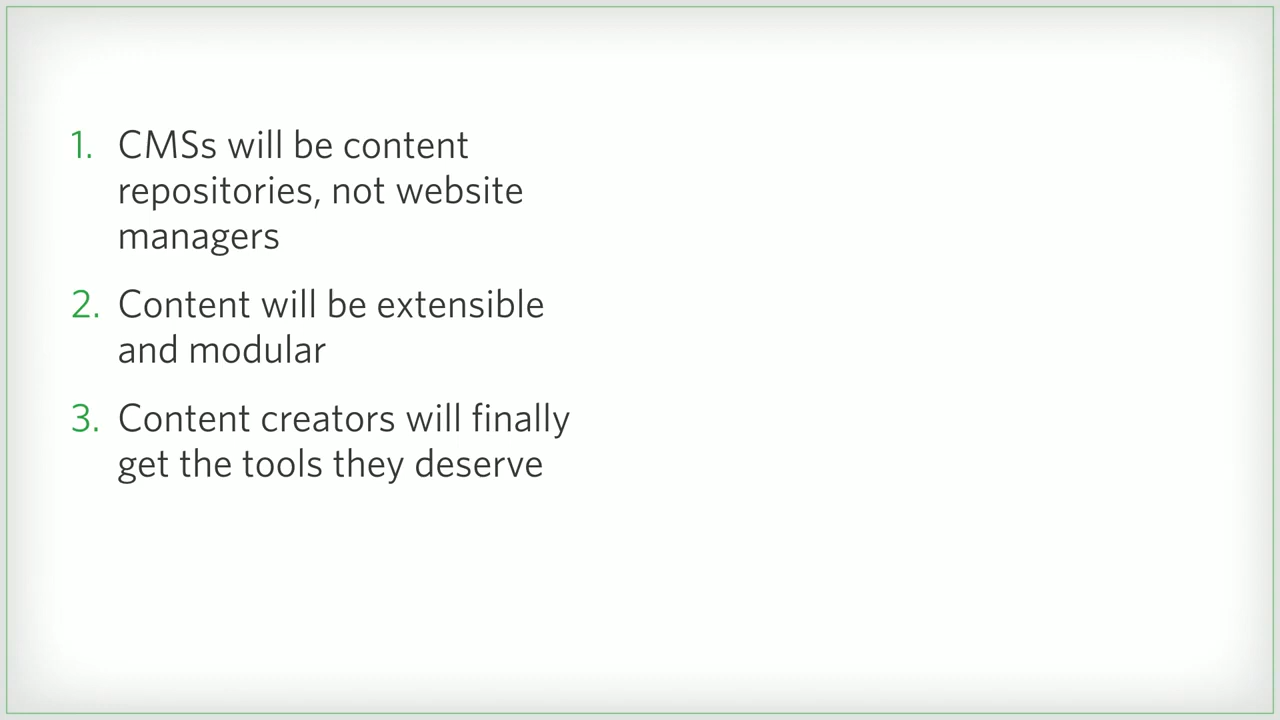 1. CMSs will be content
repositories, not website
managers
2. Content will be extensible
and modular
3. Content creators will finally
get the tools they deserve